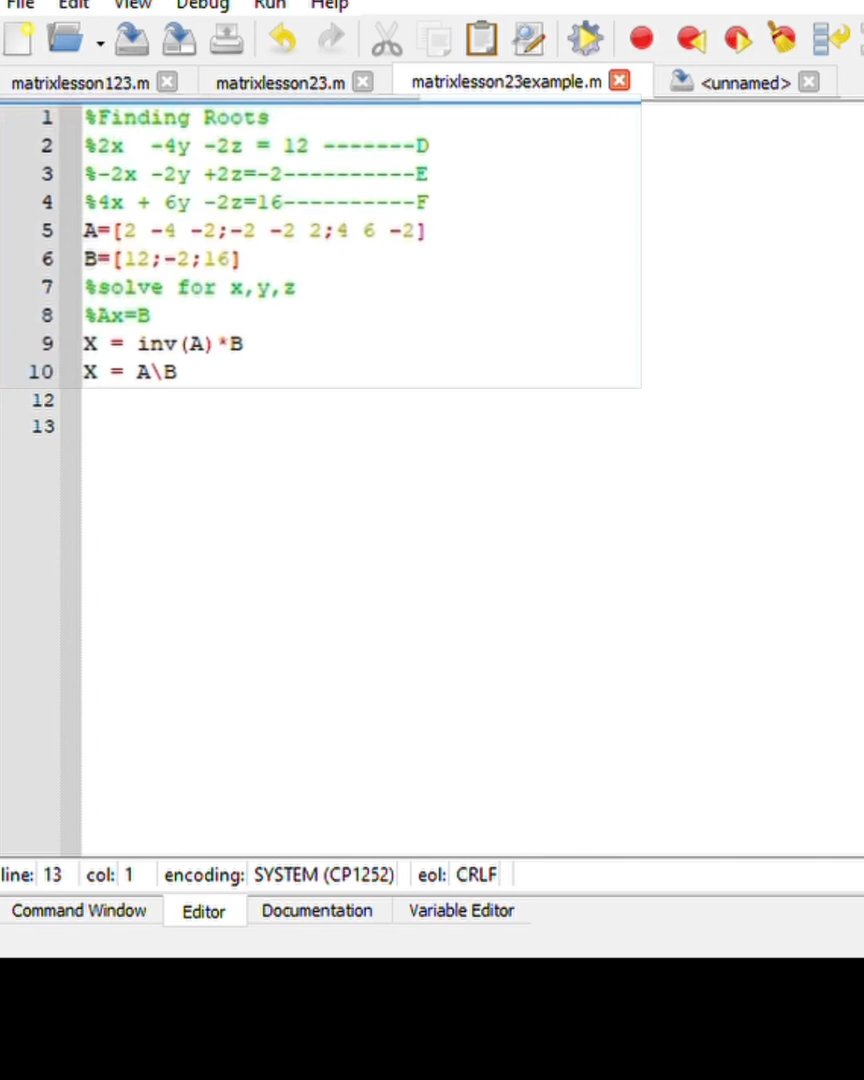 File Edit View Debug Run Help
matrixlesson123.m matrixlesson23.m matrixlesson23example.m <unnamed>
1 %Finding Roots
2 %2x  -4y -2z = 12 -------D
3 %-2x -2y +2z=-2----------E
4 %4x + 6y -2z=16----------F
5 A=[2 -4 -2;-2 -2 2;4 6 -2]
6 B=[12;-2;16]
7 %solve for x,y,z
8 %Ax=B
9 X = inv(A)*B
10 X = A\B
12
13
line: 13 col: 1 encoding: SYSTEM (CP1252) eol: CRLF
Command Window Editor Documentation Variable Editor